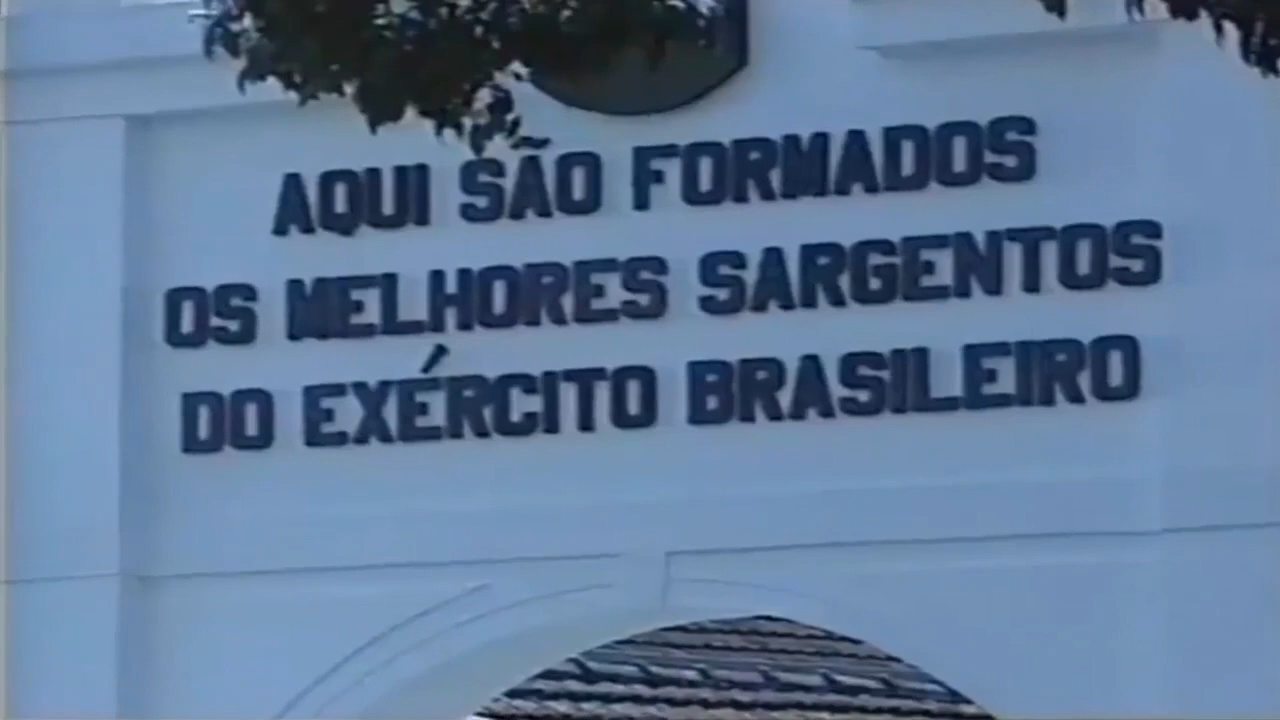 AQUI SÃO FORMADOS
OS MELHORES SARGENTOS
DO EXÉRCITO BRASILEIRO